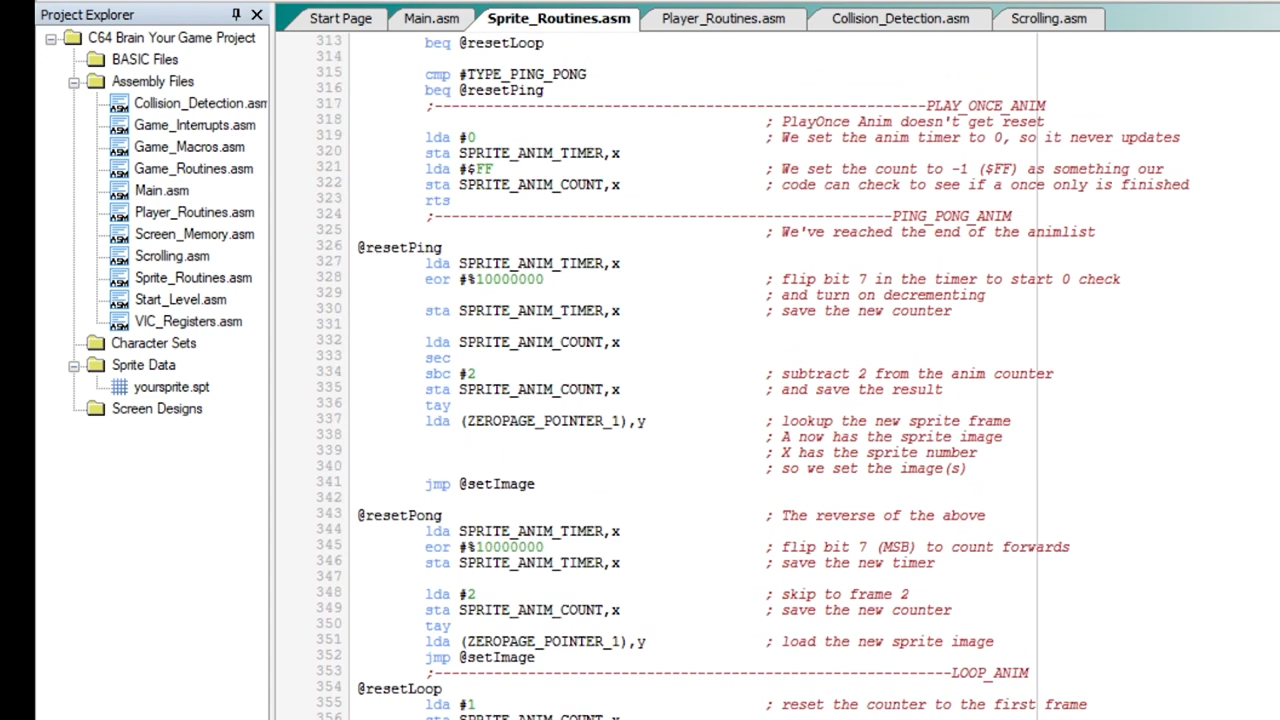 Project Explorer
C64 Brain Your Game Project
BASIC Files
Assembly Files
Collision_Detection.asm
Game_Interrupts.asm
Game_Macros.asm
Game_Routines.asm
Main.asm
Player_Routines.asm
Screen_Memory.asm
Scrolling.asm
Sprite_Routines.asm
Start_Level.asm
VIC_Registers.asm
Character Sets
Sprite Data
yoursprite.spt
Screen Designs
Start Page Main.asm Sprite_Routines.asm Player_Routines.asm Collision_Detection.asm Scrolling.asm
313 beq @resetLoop
314
315 cmp #TYPE_PING_PONG
316 beq @resetPing
317 ;----------------------------------------------------------PLAY_ONCE_ANIM
318 ; PlayOnce Anim doesn't get reset
319 lda #0 ; We set the anim timer to 0, so it never updates
320 sta SPRITE_ANIM_TIMER,x
321 lda #$FF ; We set the count to -1 ($FF) as something our
322 sta SPRITE_ANIM_COUNT,x ; code can check to see if a once only is finished
323 rts
324 ;------------------------------------------------------PING_PONG_ANIM
325 ; We've reached the end of the animlist
326 @resetPing
327 lda SPRITE_ANIM_TIMER,x
328 eor #%10000000 ; flip bit 7 in the timer to start 0 check
329 ; and turn on decrementing
330 sta SPRITE_ANIM_TIMER,x ; save the new counter
331
332 lda SPRITE_ANIM_COUNT,x
333 sec
334 sbc #2 ; subtract 2 from the anim counter
335 sta SPRITE_ANIM_COUNT,x ; and save the result
336 tay
337 lda (ZEROPAGE_POINTER_1),y ; lookup the new sprite frame
338 ; A now has the sprite image
339 ; X has the sprite number
340 ; so we set the image(s)
341 jmp @setImage
342
343 @resetPong ; The reverse of the above
344 lda SPRITE_ANIM_TIMER,x
345 eor #%10000000 ; flip bit 7 (MSB) to count forwards
346 sta SPRITE_ANIM_TIMER,x ; save the new timer
347
348 lda #2 ; skip to frame 2
349 sta SPRITE_ANIM_COUNT,x ; save the new counter
350 tay
351 lda (ZEROPAGE_POINTER_1),y ; load the new sprite image
352 jmp @setImage
353 ;-------------------------------------------------------------LOOP_ANIM
354 @resetLoop
355 lda #1 ; reset the counter to the first frame
356 sta SPRITE_ANIM_COUNT,x